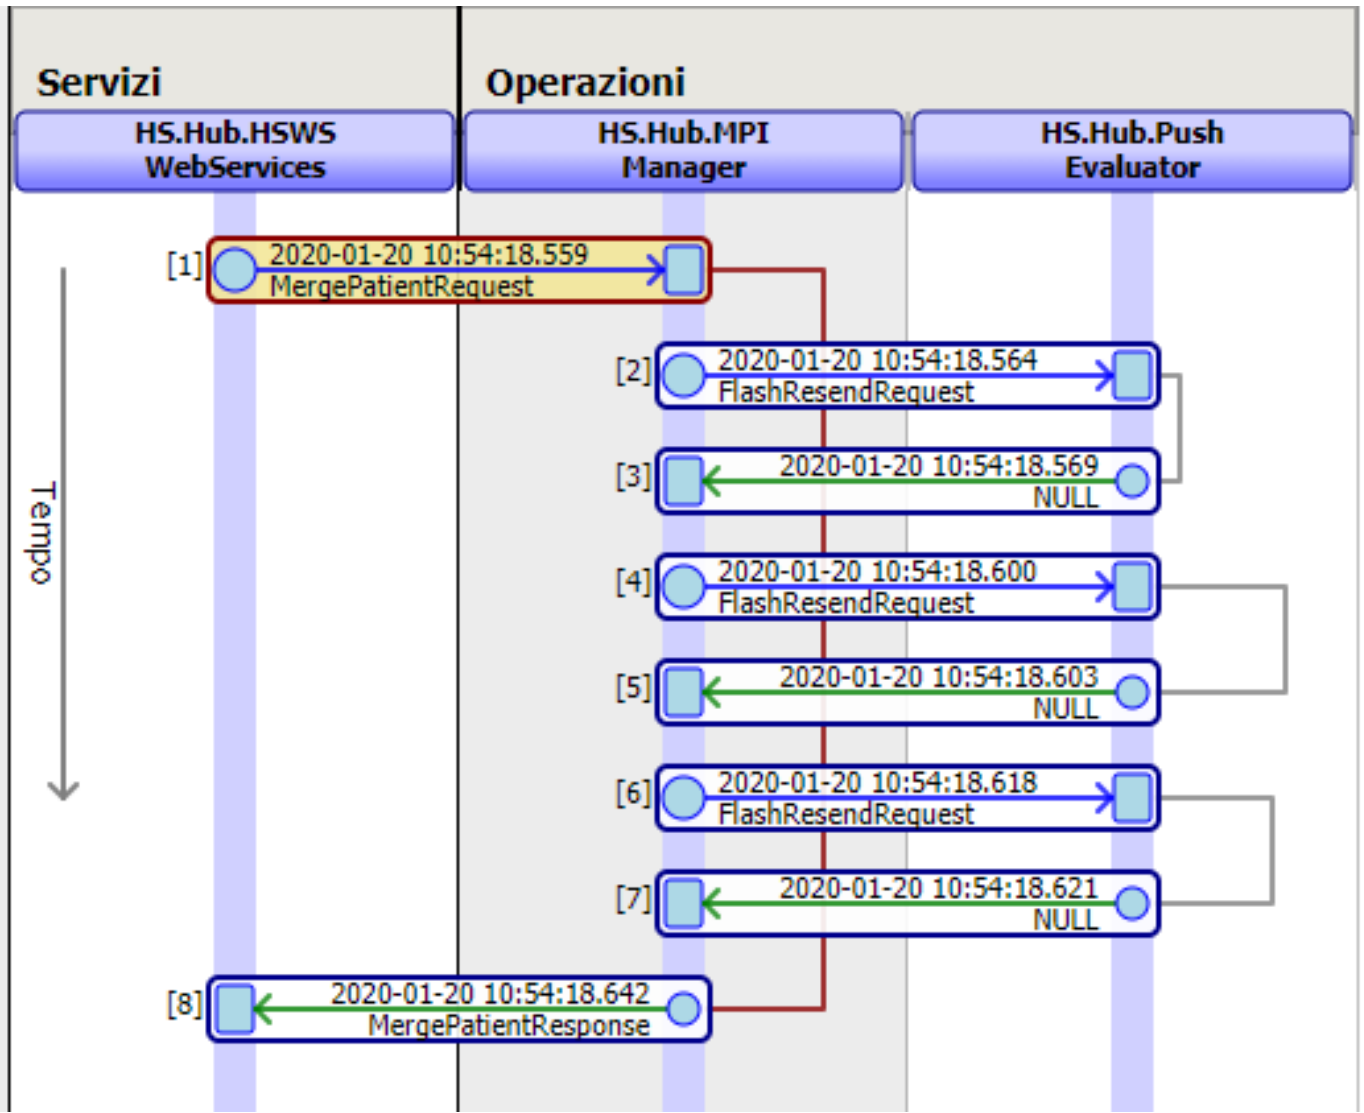 Servizi
Operazioni
HS.Hub.HSWS
WebServices
HS.Hub.MPI
Manager
HS.Hub.Push
Evaluator
Tempo
[1]
2020-01-20 10:54:18.559
MergePatientRequest
[2]
2020-01-20 10:54:18.564
FlashResendRequest
[3]
2020-01-20 10:54:18.569
NULL
[4]
2020-01-20 10:54:18.600
FlashResendRequest
[5]
2020-01-20 10:54:18.603
NULL
[6]
2020-01-20 10:54:18.618
FlashResendRequest
[7]
2020-01-20 10:54:18.621
NULL
[8]
2020-01-20 10:54:18.642
MergePatientResponse